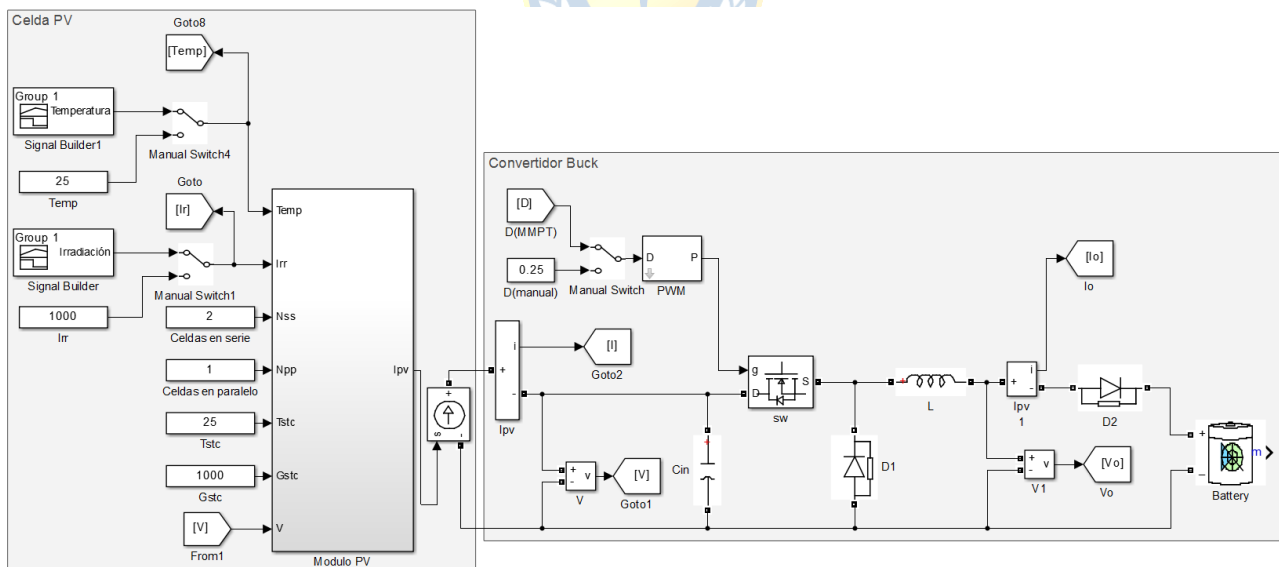 Celda PV
Goto8
[Temp]
Group 1
Temperatura
Signal Builder1
Manual Switch4
25
Temp
Goto
[Ir]
Group 1
Irradiación
Signal Builder
Manual Switch1
1000
Irr
2
Celdas en serie
1
Celdas en paralelo
25
Tstc
1000
Gstc
[V]
From1
Temp
Irr
Nss
Npp
Tstc
Gstc
V
Ipv
Modulo PV
s
+
-
Convertidor Buck
[D]
D(MMPT)
0.25
D(manual)
Manual Switch
D
P
PWM
i
+
-
Ipv
[I]
Goto2
+
-
v
V
[V]
Goto1
+
Cin
g
D
S
sw
D1
+
L
[Io]
Io
+
i
-
Ipv
1
D2
+
-
v
V1
[Vo]
Vo
+
_
m
Battery